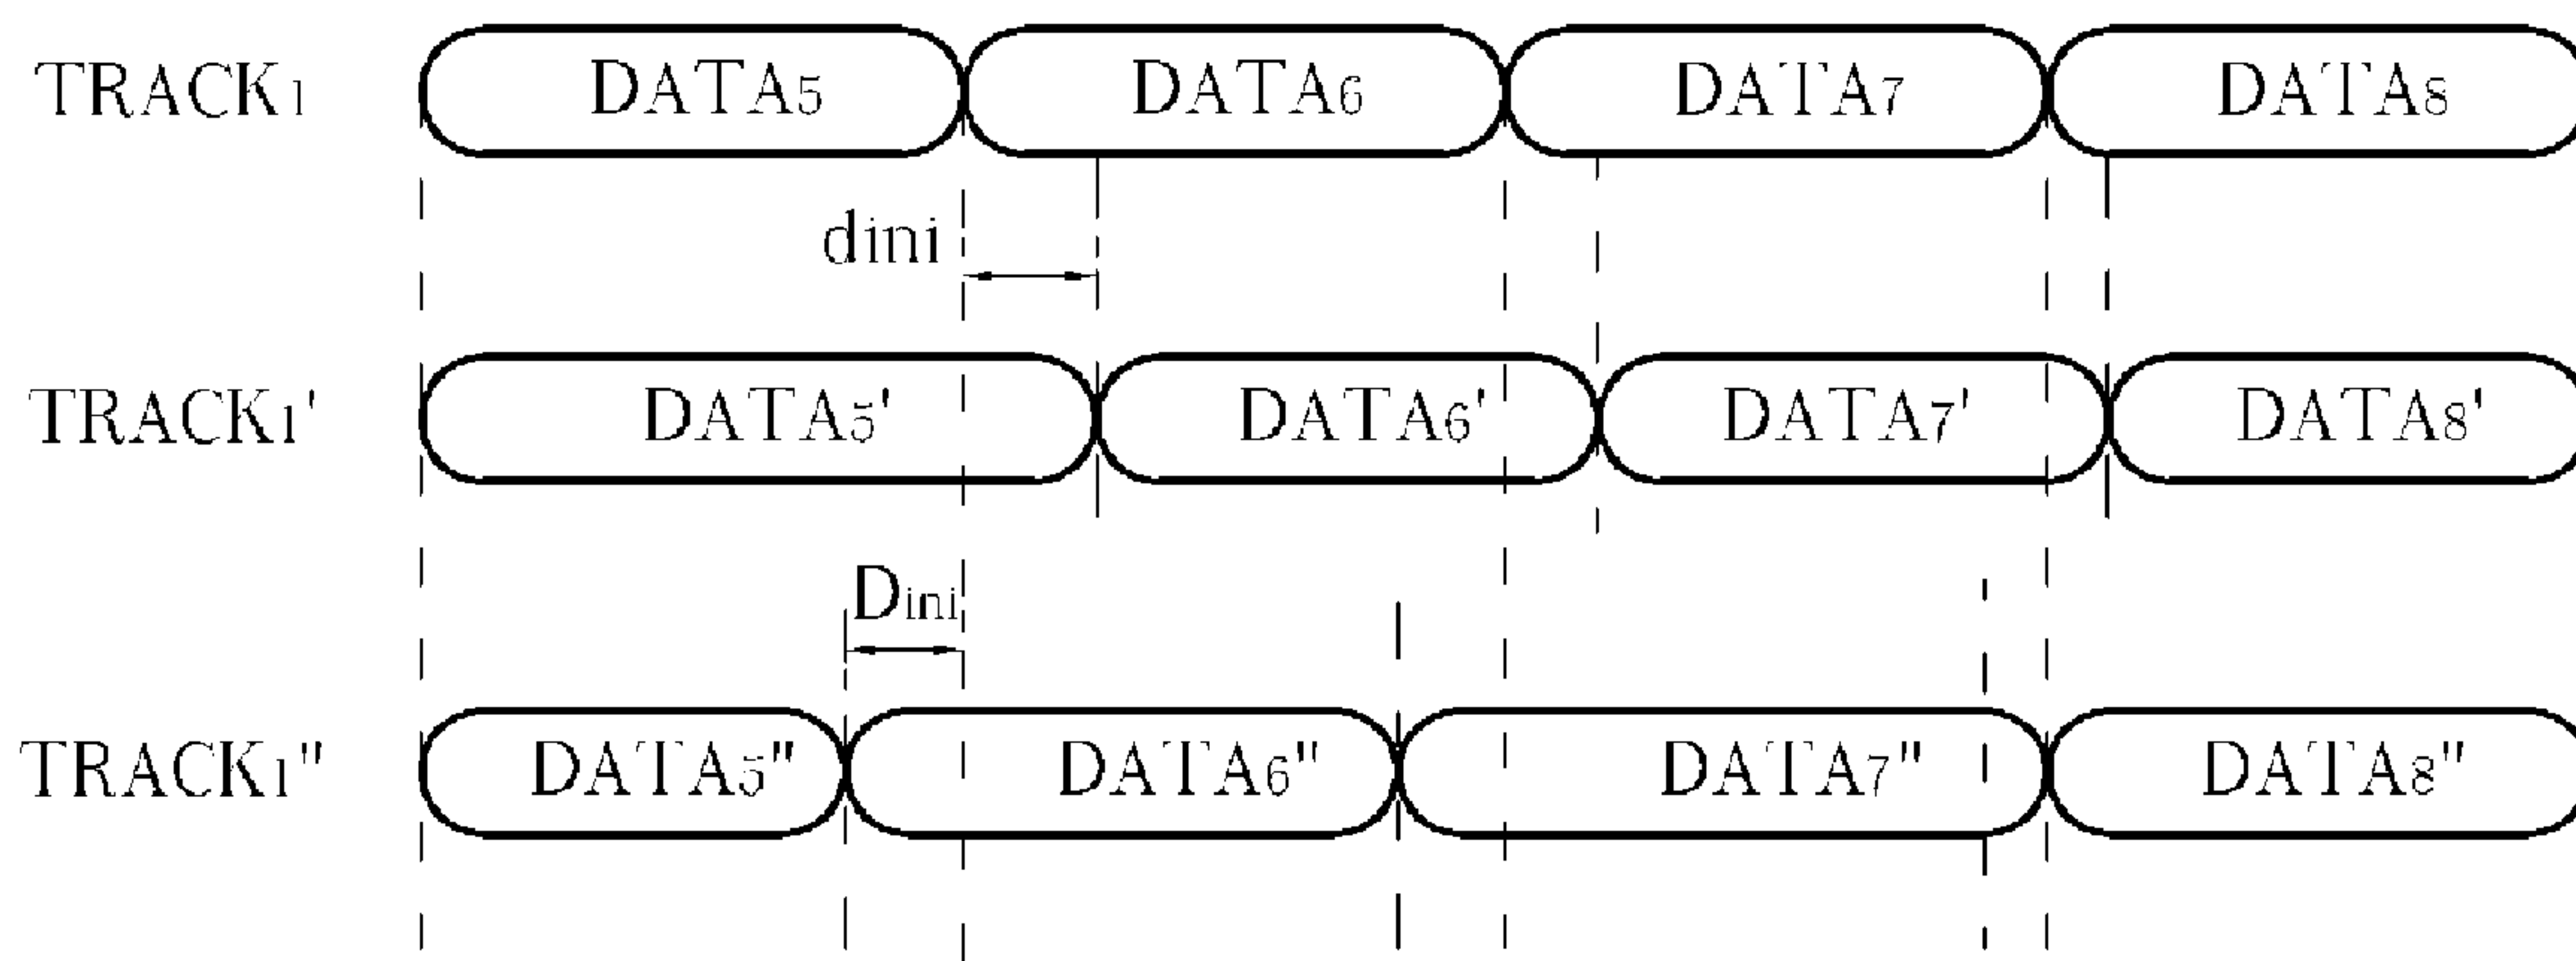 TRACK1 DATA5 DATA6 DATA7 DATA8
dini
TRACK1' DATA5' DATA6' DATA7' DATA8'
Dini
TRACK1" DATA5" DATA6" DATA7" DATA8"